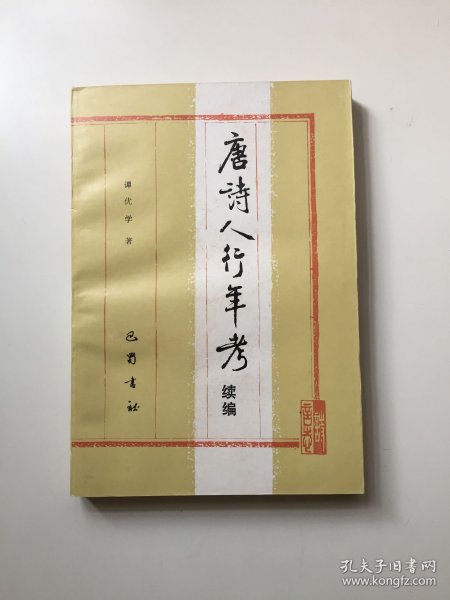 唐诗人行年考
续编
谭优学 著
巴蜀书社
孔夫子旧书网
www.kongfz.com